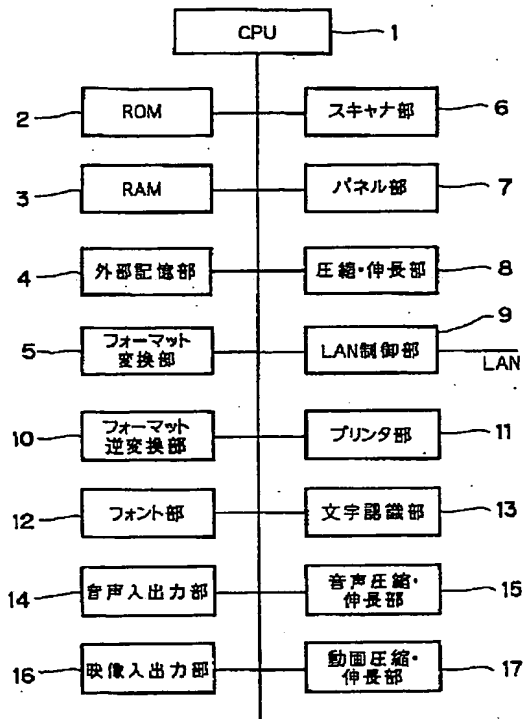 CPU
1
2
ROM
スキャナ部
6
3
RAM
パネル部
7
4
外部記憶部
圧縮・伸長部
8
5
フォーマット
変換部
LAN制御部
9
LAN
10
フォーマット
逆変換部
プリンタ部
11
12
フォント部
文字認識部
13
14
音声入出力部
音声圧縮・
伸長部
15
16
映像入出力部
動画圧縮・
伸長部
17